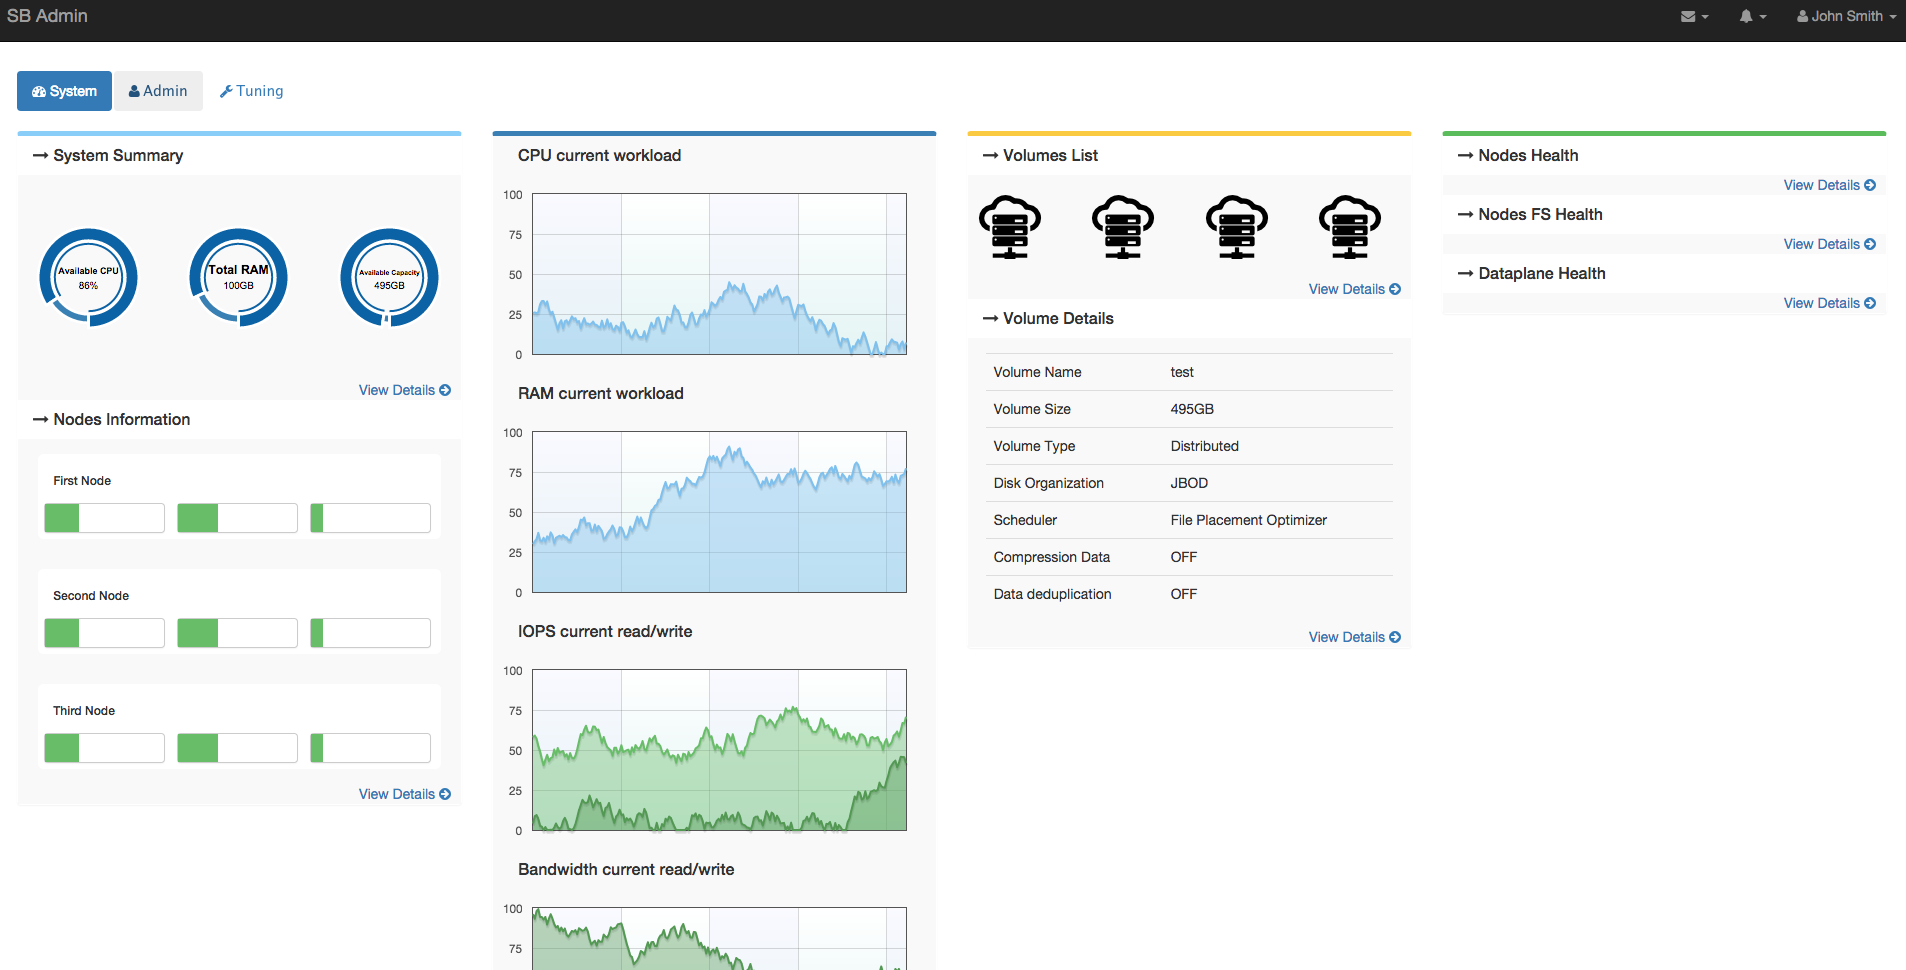 SB Admin
John Smith
System
Admin
Tuning
System Summary
Available CPU
86%
Total RAM
100GB
Available Capacity
495GB
View Details
Nodes Information
First Node
Second Node
Third Node
View Details
CPU current workload
100
75
50
25
0
RAM current workload
100
75
50
25
0
IOPS current read/write
100
75
50
25
0
Bandwidth current read/write
100
75
Volumes List
View Details
Volume Details
Volume Name test
Volume Size 495GB
Volume Type Distributed
Disk Organization JBOD
Scheduler File Placement Optimizer
Compression Data OFF
Data deduplication OFF
View Details
Nodes Health
View Details
Nodes FS Health
View Details
Dataplane Health
View Details